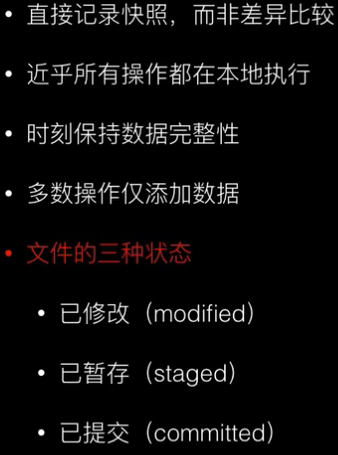 • 直接记录快照，而非差异比较
• 近乎所有操作都在本地执行
• 时刻保持数据完整性
• 多数操作仅添加数据
• 文件的三种状态
• 已修改（modified）
• 已暂存（staged）
• 已提交（committed）